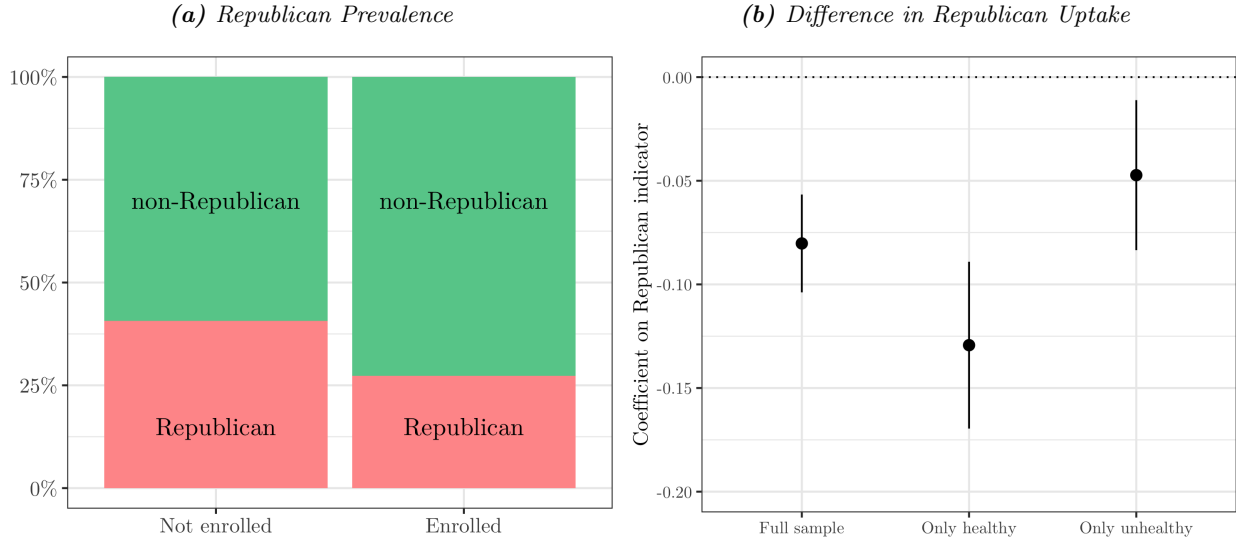 (a) Republican Prevalence
100%
75%
50%
25%
0%
non-Republican
non-Republican
Republican
Republican
Not enrolled
Enrolled
(b) Difference in Republican Uptake
Coefficient on Republican indicator
0.00
-0.05
-0.10
-0.15
-0.20
Full sample
Only healthy
Only unhealthy